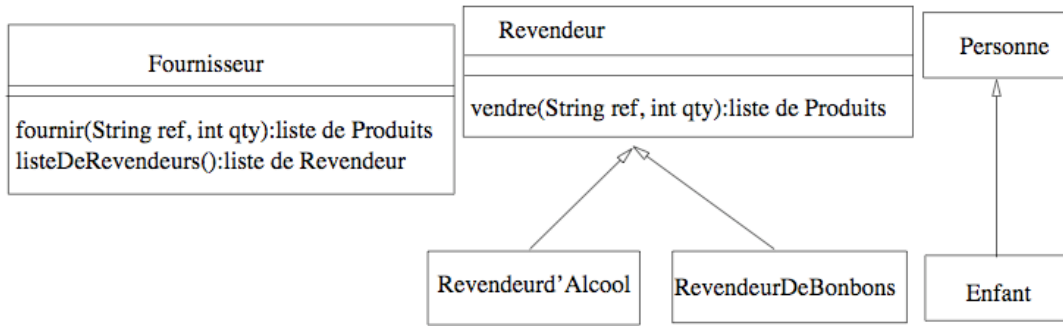 Fournisseur
fournir(String ref, int qty):liste de Produits
listeDeRevendeurs():liste de Revendeur
Revendeur
vendre(String ref, int qty):liste de Produits
Personne
Revendeurd'Alcool
RevendeurDeBonbons
Enfant